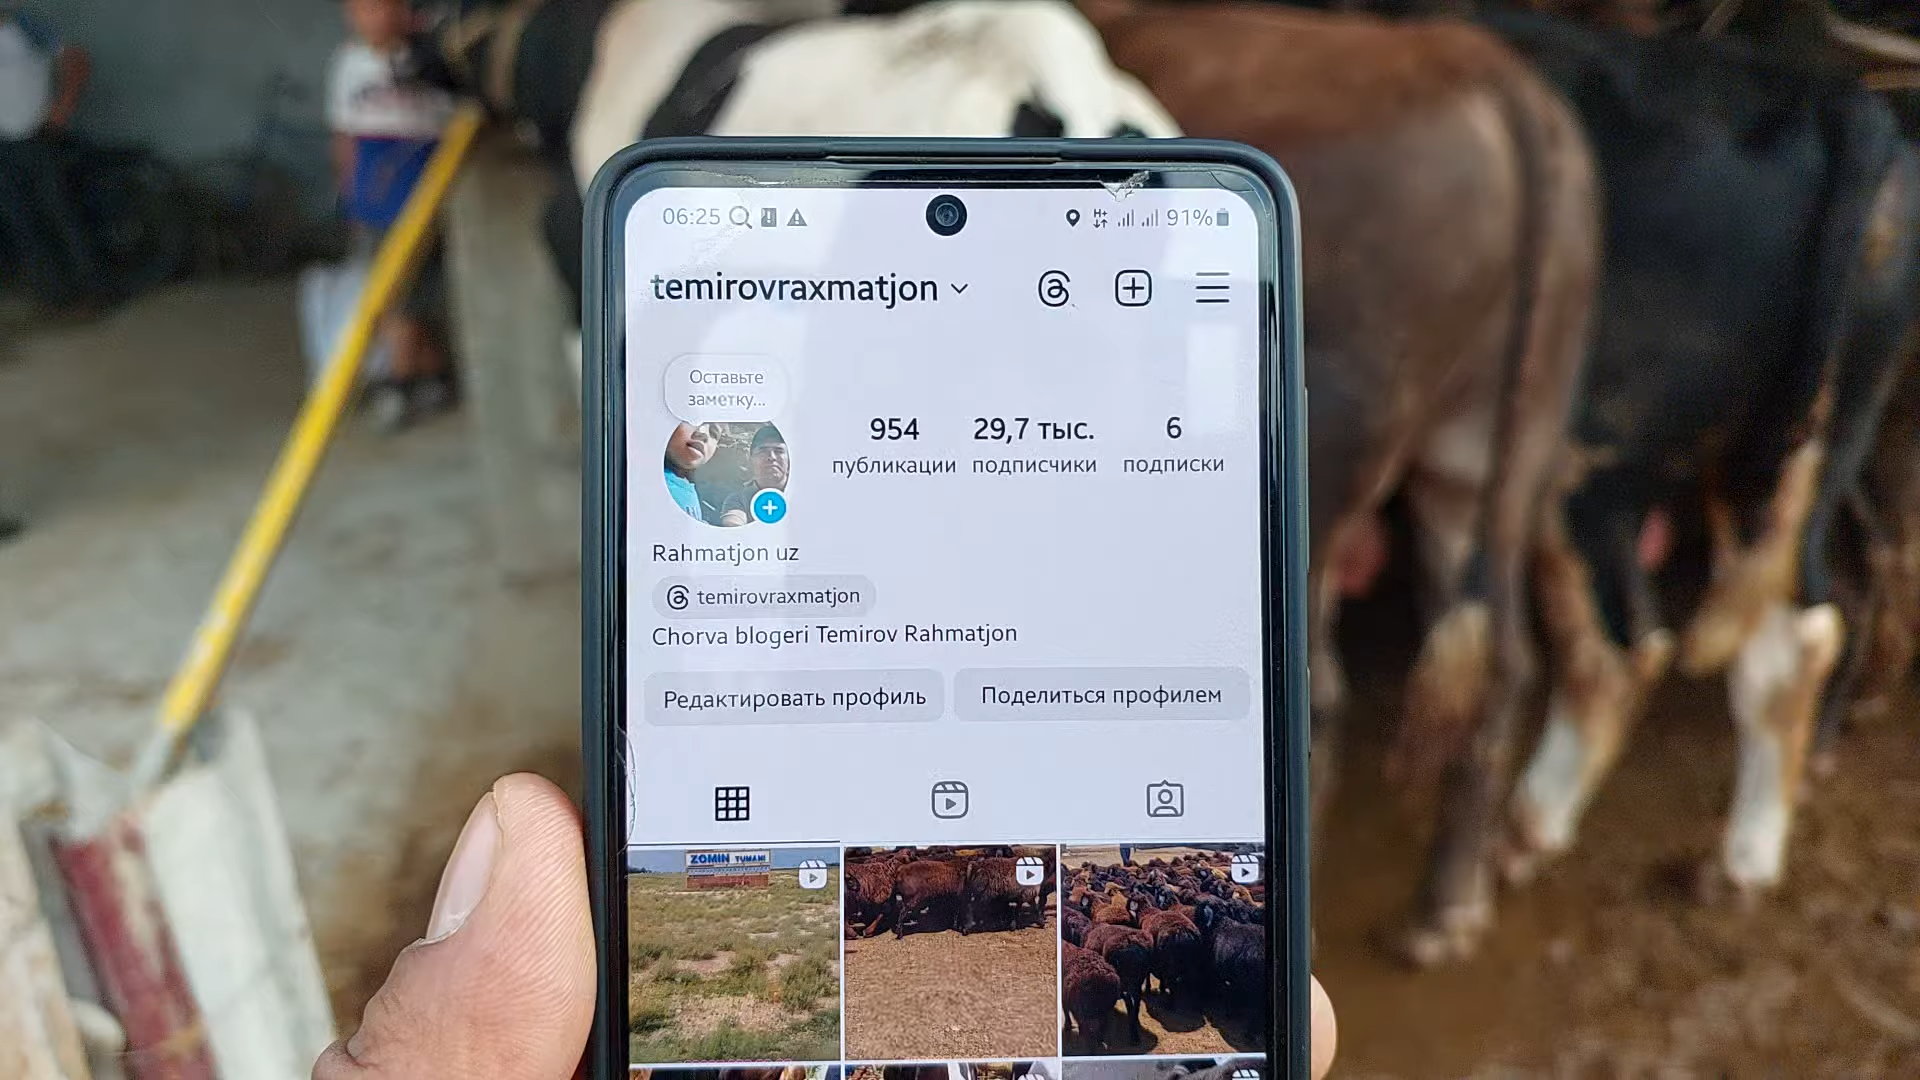 06:25 91%
temirovraxmatjon
Оставьте
заметку...
954 29,7 тыс. 6
публикации подписчики подписки
Rahmatjon uz
temirovraxmatjon
Chorva blogeri Temirov Rahmatjon
Редактировать профиль Поделиться профилем
ZOMIN TUMANI